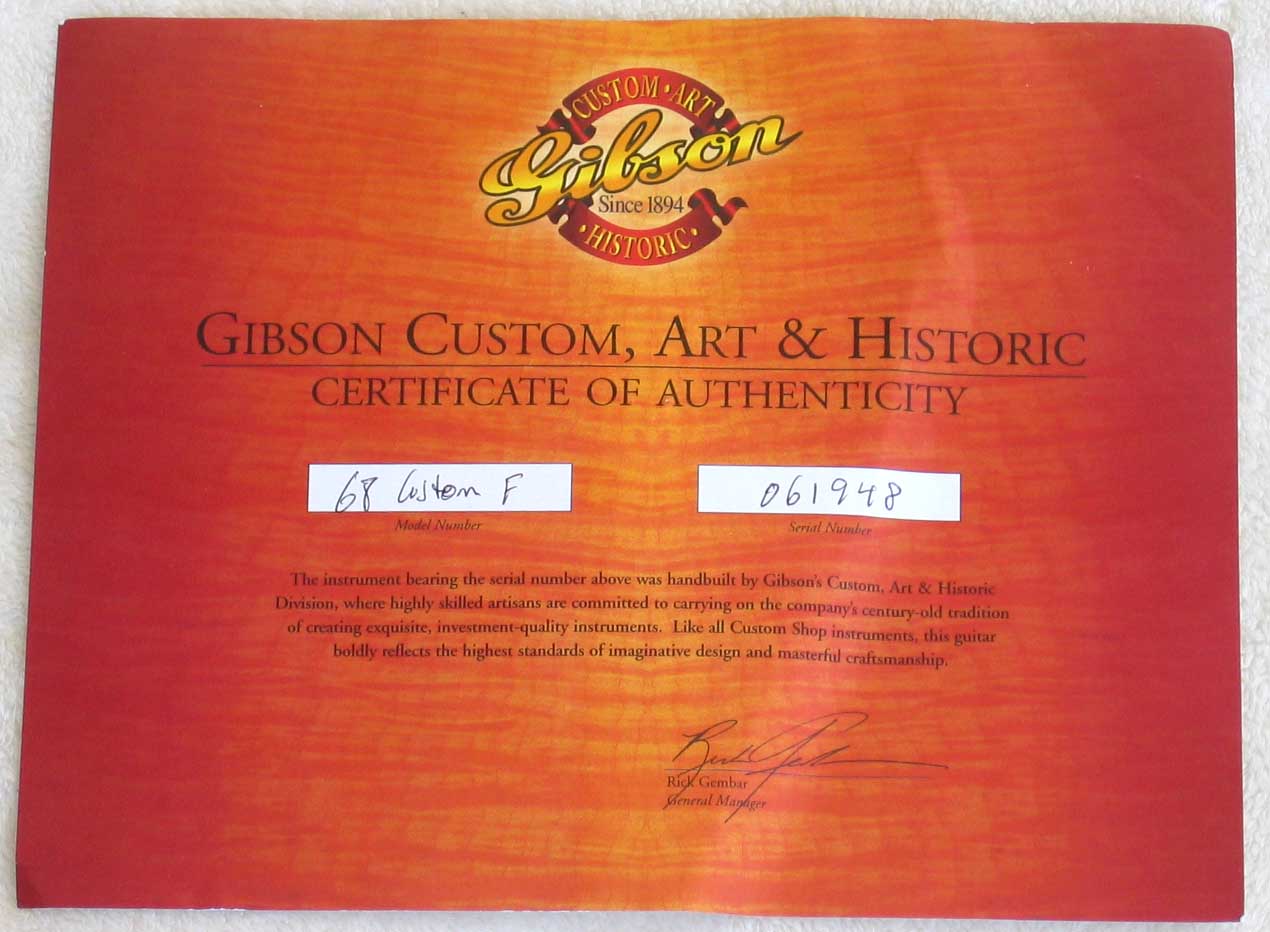 CUSTOM • ART
Gibson
Since 1894
• HISTORIC •
GIBSON CUSTOM, ART & HISTORIC
CERTIFICATE OF AUTHENTICITY
68 Custom F
061948
Model Number
Serial Number
The instrument bearing the serial number above was handbuilt by Gibson's Custom, Art & Historic
Division, where highly skilled artisans are committed to carrying on the company's century-old tradition
of creating exquisite, investment-quality instruments. Like all Custom Shop instruments, this guitar
boldly reflects the highest standards of imaginative design and masterful craftsmanship.
Rick Gembar
General Manager